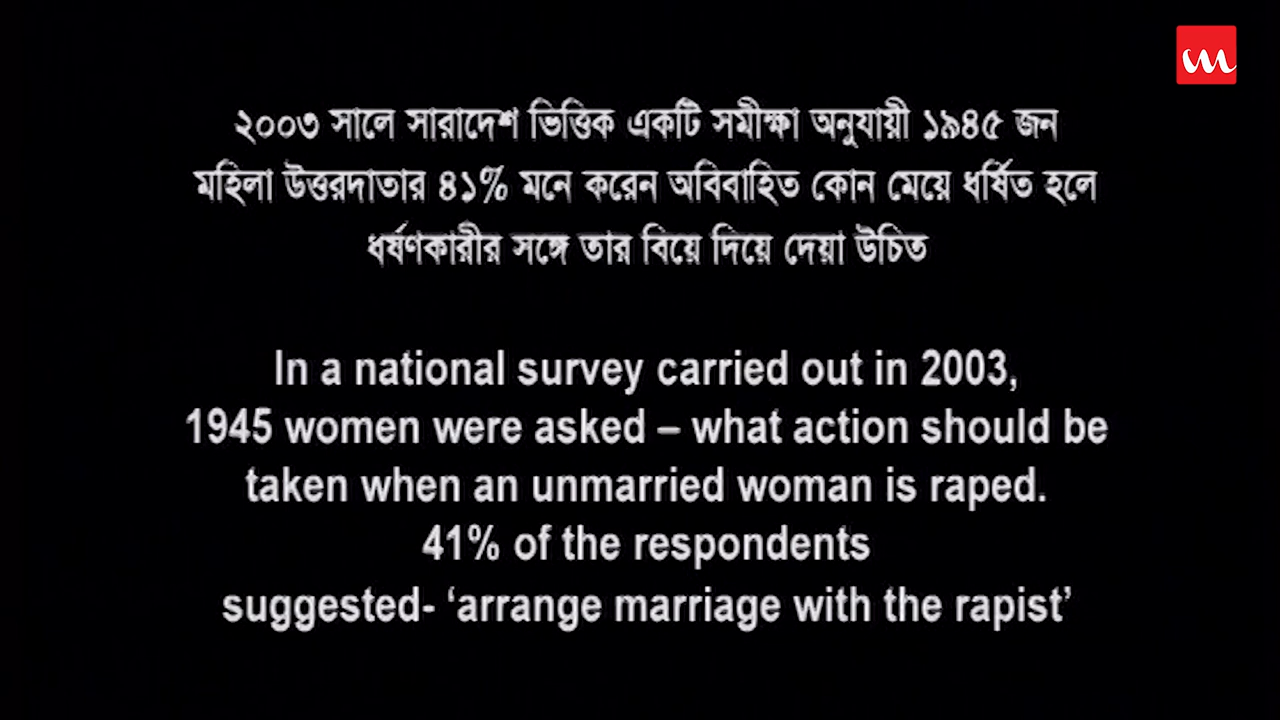 ২০০৩ সালে সারাদেশ ভিত্তিক একটি সমীক্ষা অনুযায়ী ১৯৪৫ জন
মহিলা উত্তরদাতার ৪১% মনে করেন অবিবাহিত কোন মেয়ে ধর্ষিত হলে
ধর্ষণকারীর সঙ্গে তার বিয়ে দিয়ে দেয়া উচিত
In a national survey carried out in 2003,
1945 women were asked – what action should be
taken when an unmarried woman is raped.
41% of the respondents
suggested- ‘arrange marriage with the rapist’